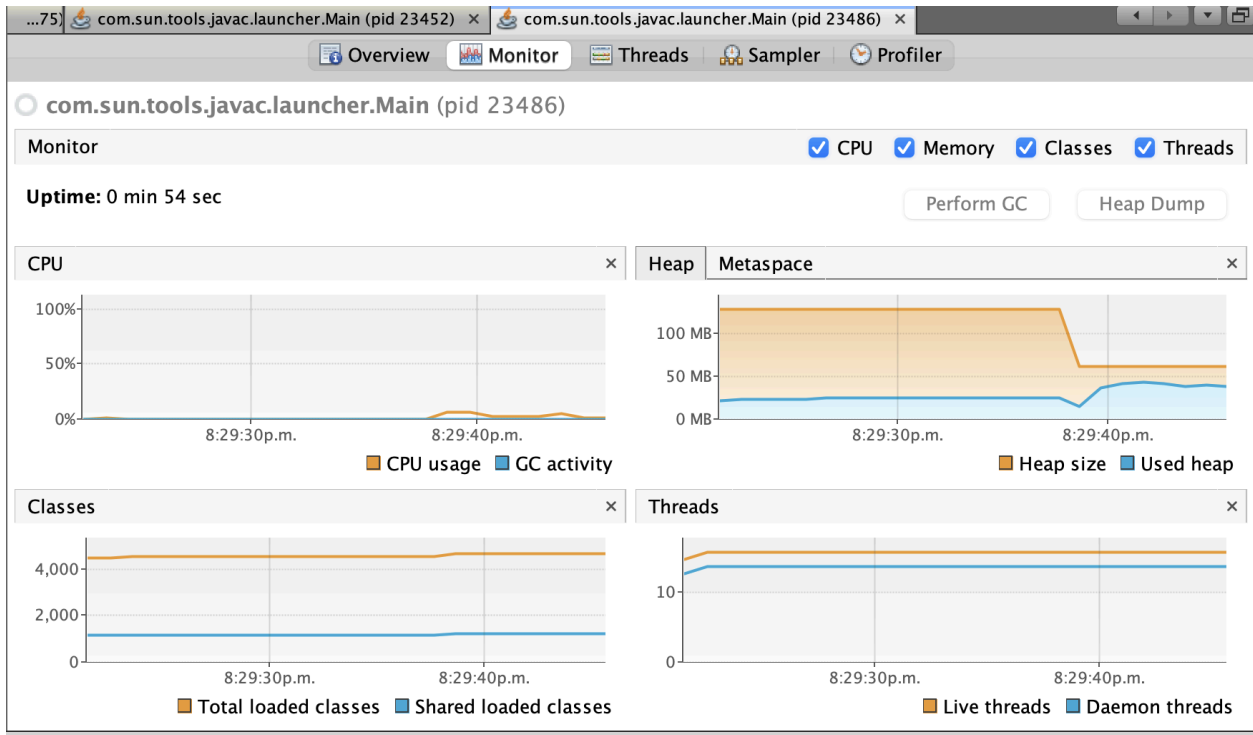 ...75) com.sun.tools.javac.launcher.Main (pid 23452) × com.sun.tools.javac.launcher.Main (pid 23486) ×
Overview Monitor Threads Sampler Profiler
com.sun.tools.javac.launcher.Main (pid 23486)
Monitor CPU Memory Classes Threads
Uptime: 0 min 54 sec Perform GC Heap Dump
CPU ×
100%
50%
0%
8:29:30p.m. 8:29:40p.m.
CPU usage GC activity
Heap Metaspace ×
100 MB
50 MB
0 MB
8:29:30p.m. 8:29:40p.m.
Heap size Used heap
Classes ×
4,000
2,000
0
8:29:30p.m. 8:29:40p.m.
Total loaded classes Shared loaded classes
Threads ×
10
0
8:29:30p.m. 8:29:40p.m.
Live threads Daemon threads